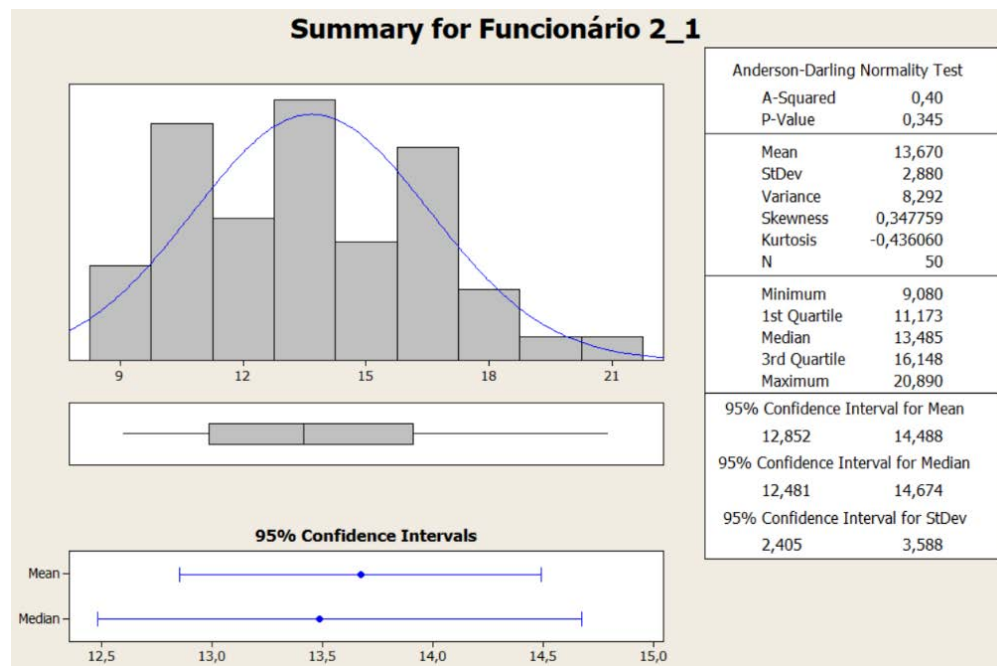 Summary for Funcionário 2_1
9 12 15 18 21
95% Confidence Intervals
Mean
Median
12,5 13,0 13,5 14,0 14,5 15,0
Anderson-Darling Normality Test
A-Squared 0,40
P-Value 0,345
Mean 13,670
StDev 2,880
Variance 8,292
Skewness 0,347759
Kurtosis -0,436060
N 50
Minimum 9,080
1st Quartile 11,173
Median 13,485
3rd Quartile 16,148
Maximum 20,890
95% Confidence Interval for Mean
12,852 14,488
95% Confidence Interval for Median
12,481 14,674
95% Confidence Interval for StDev
2,405 3,588